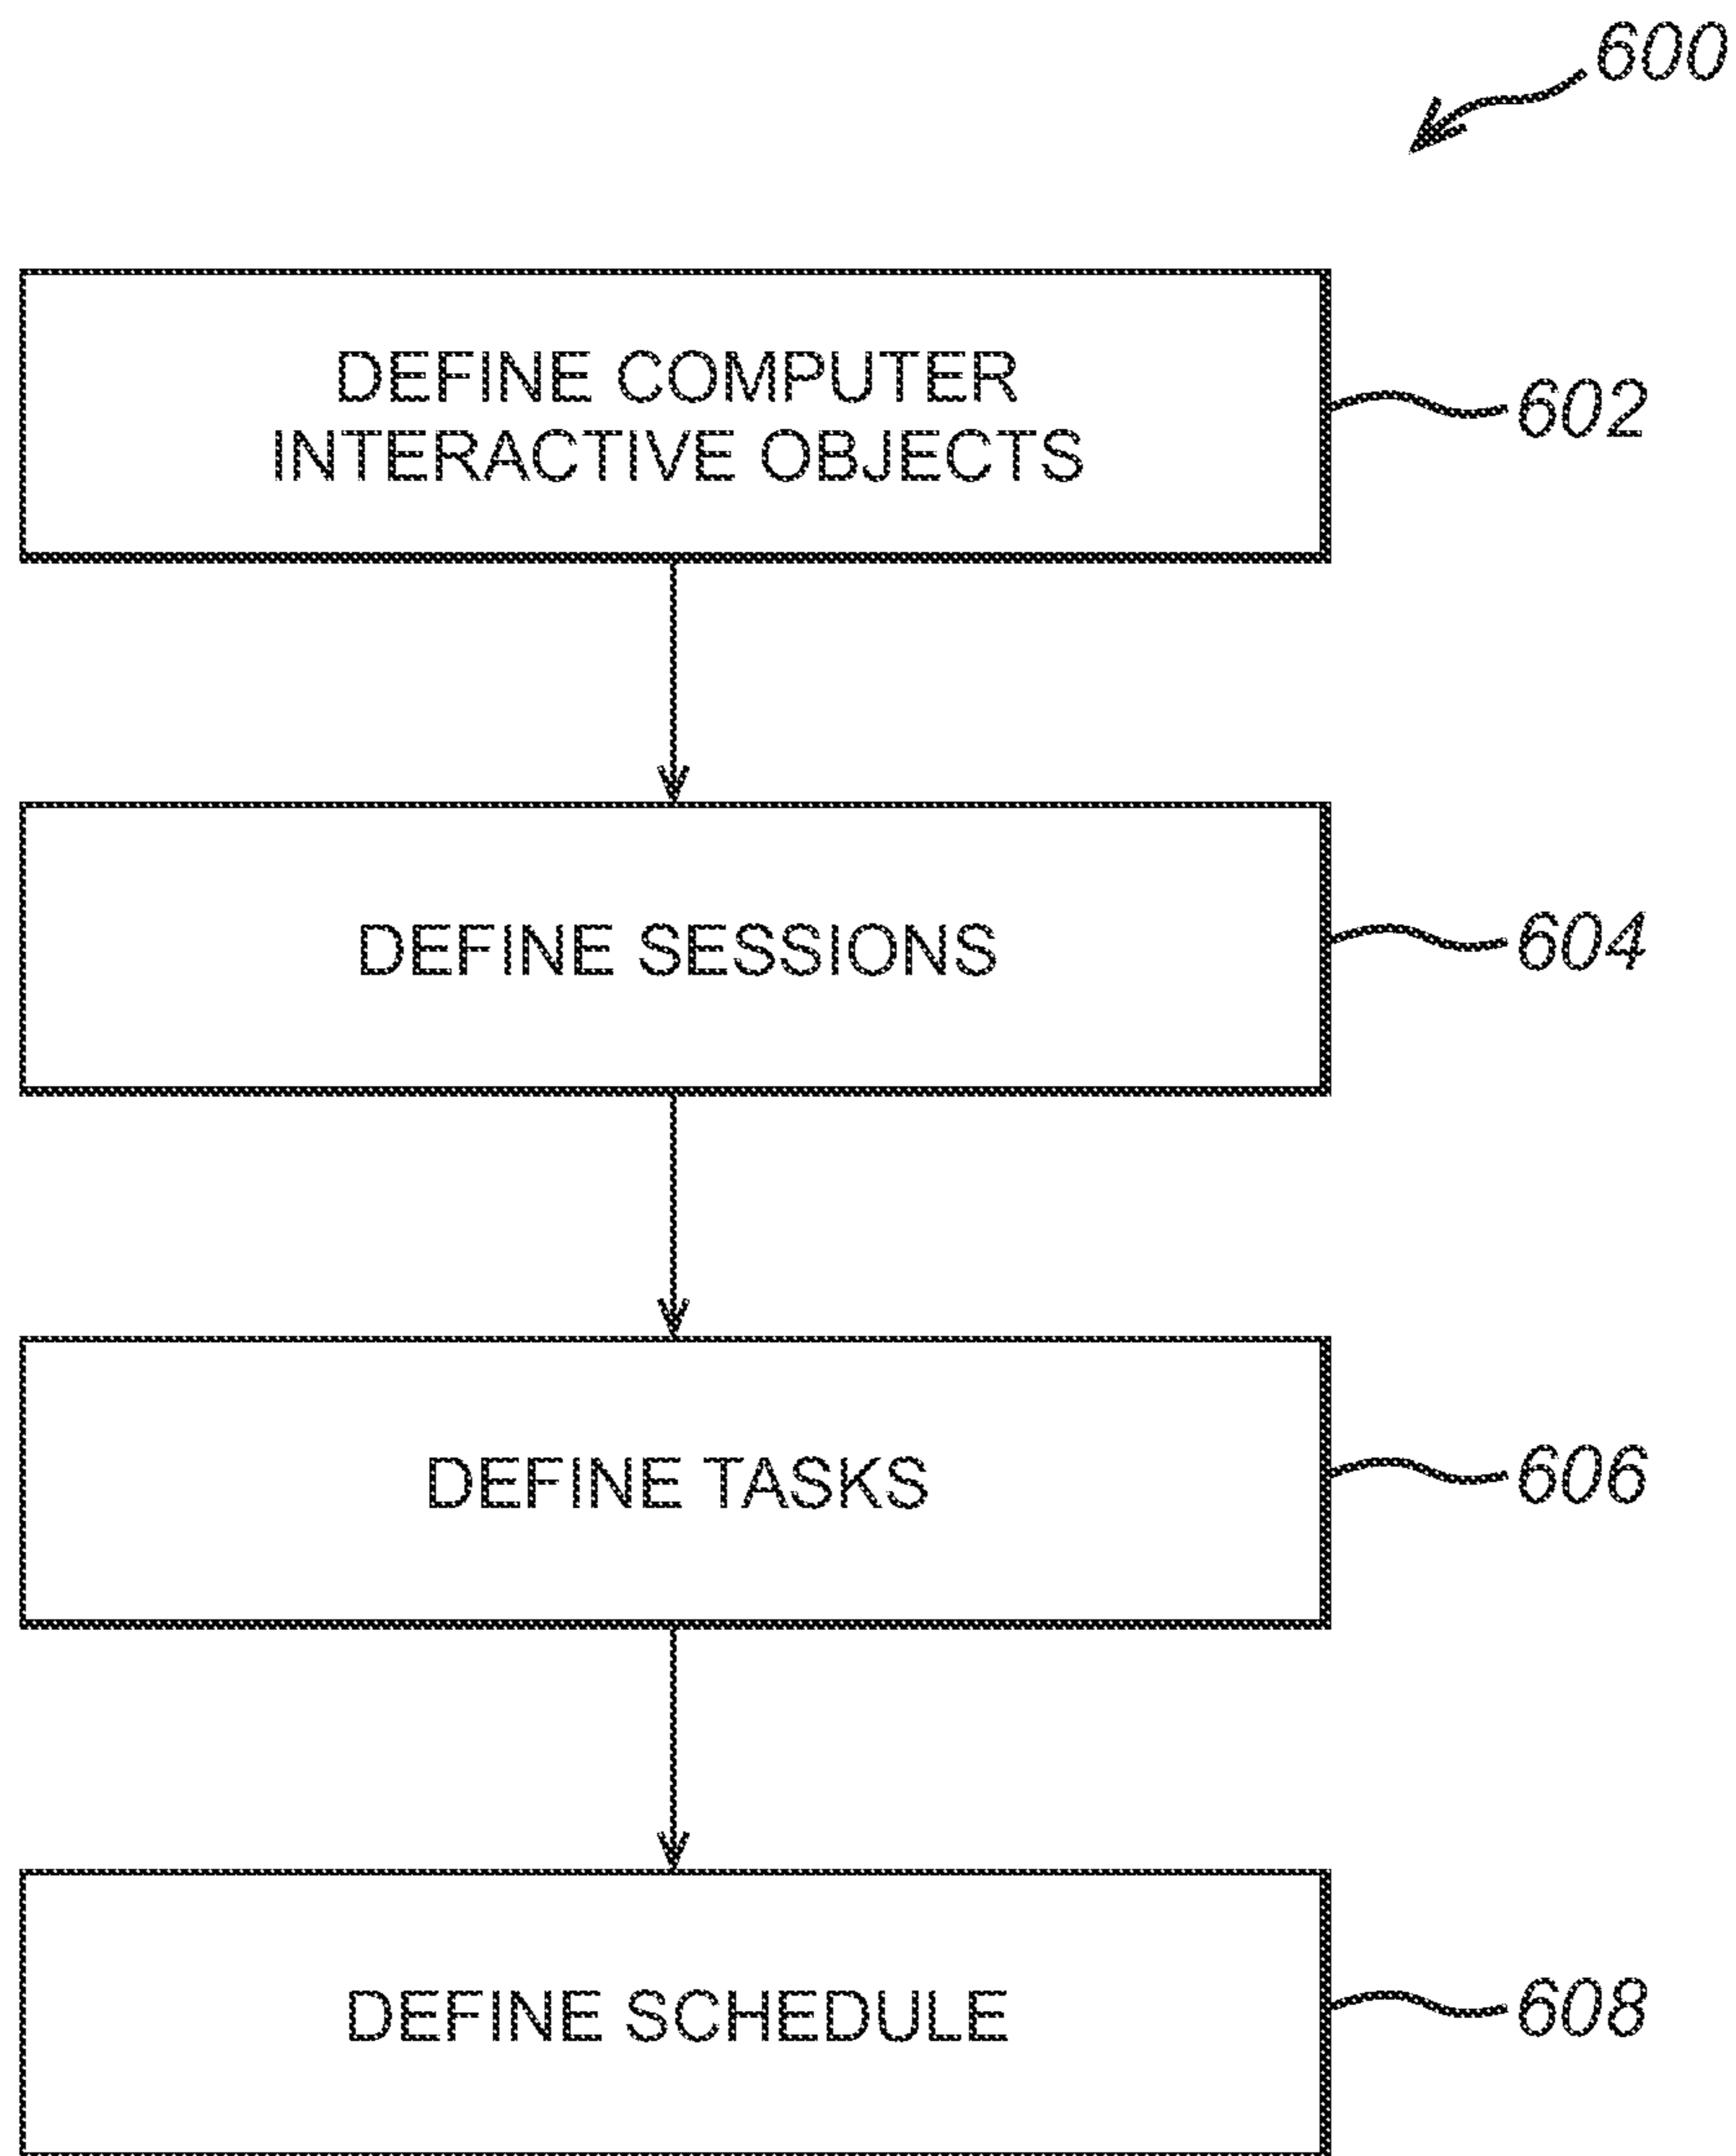 600
DEFINE COMPUTER
INTERACTIVE OBJECTS
602
DEFINE SESSIONS
604
DEFINE TASKS
606
DEFINE SCHEDULE
608